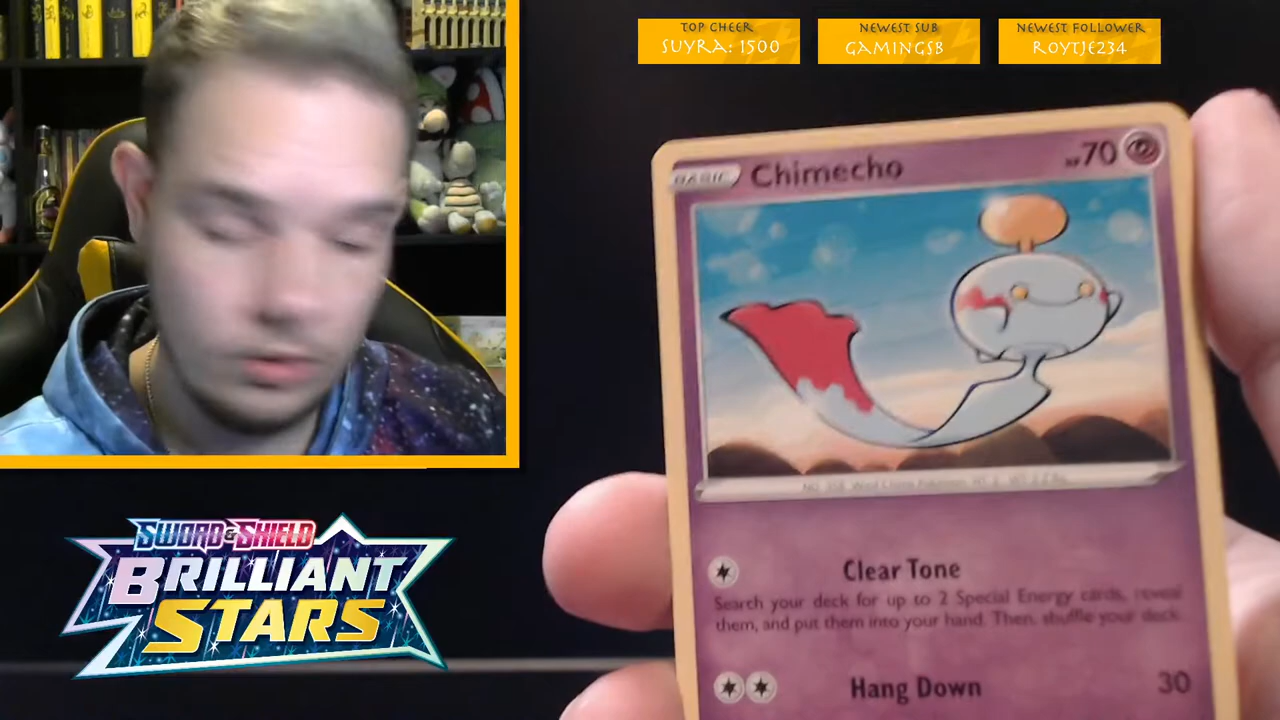 TOP CHEER
SUYRA: 1500
NEWEST SUB
GAMINGSB
NEWEST FOLLOWER
ROYTJE234
BASIC Chimecho HP 70
Clear Tone
Search your deck for up to 2 Special Energy cards, reveal
them, and put them into your hand. Then, shuffle your deck.
Hang Down 30
SWORD & SHIELD
BRILLIANT
STARS